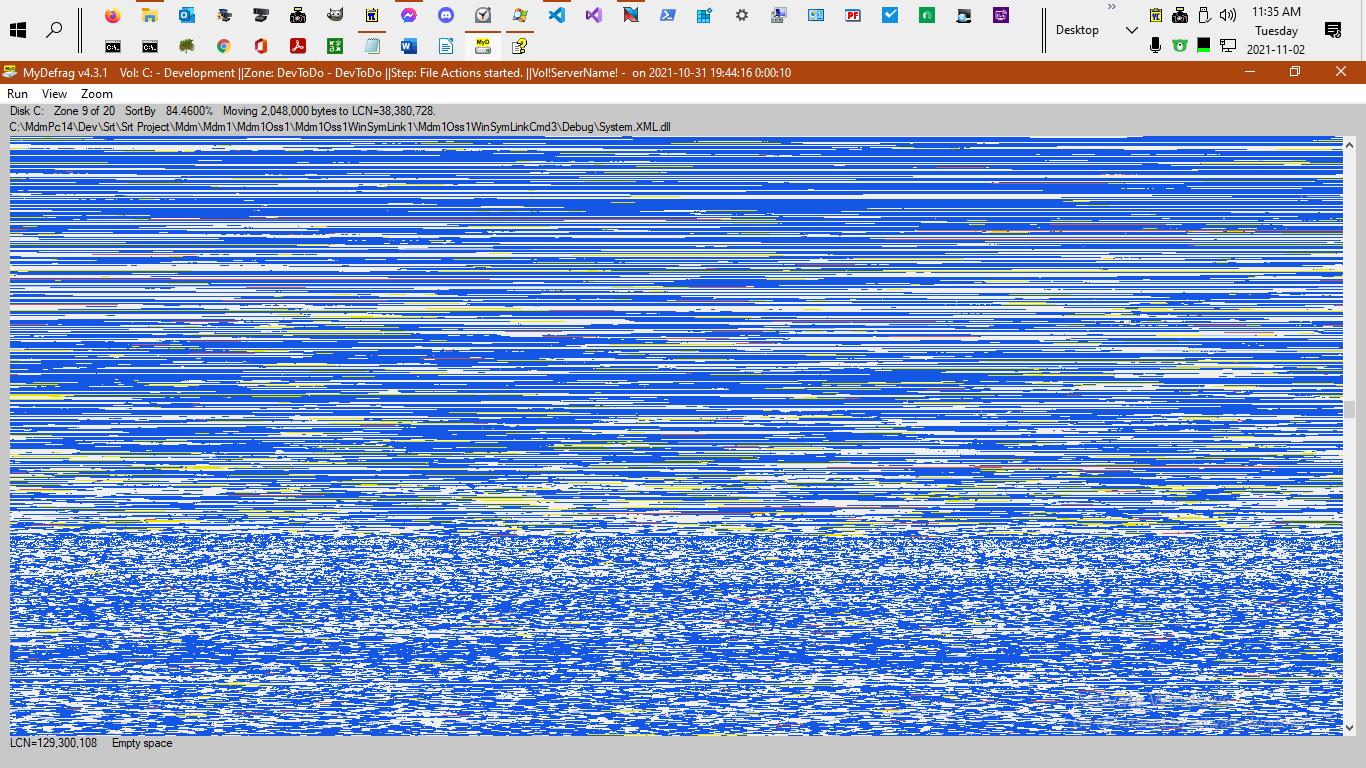 11:35 AM
Desktop
Tuesday
2021-11-02
MyDefrag v4.3.1 Vol: C: - Development ||Zone: DevToDo - DevToDo ||Step: File Actions started. ||Vol!ServerName! - on 2021-10-31 19:44:16 0:00:10
Run View Zoom
Disk C: Zone 9 of 20 SortBy 84.4600% Moving 2,048,000 bytes to LCN=38,380,728.
C:\MdmPc14\Dev\Srt\Srt Project\Mdm\Mdm1\Mdm1Oss1\Mdm1Oss1WinSymLink1\Mdm1Oss1WinSymLinkCmd3\Debug\System.XML.dll
LCN=129,300,108 Empty space